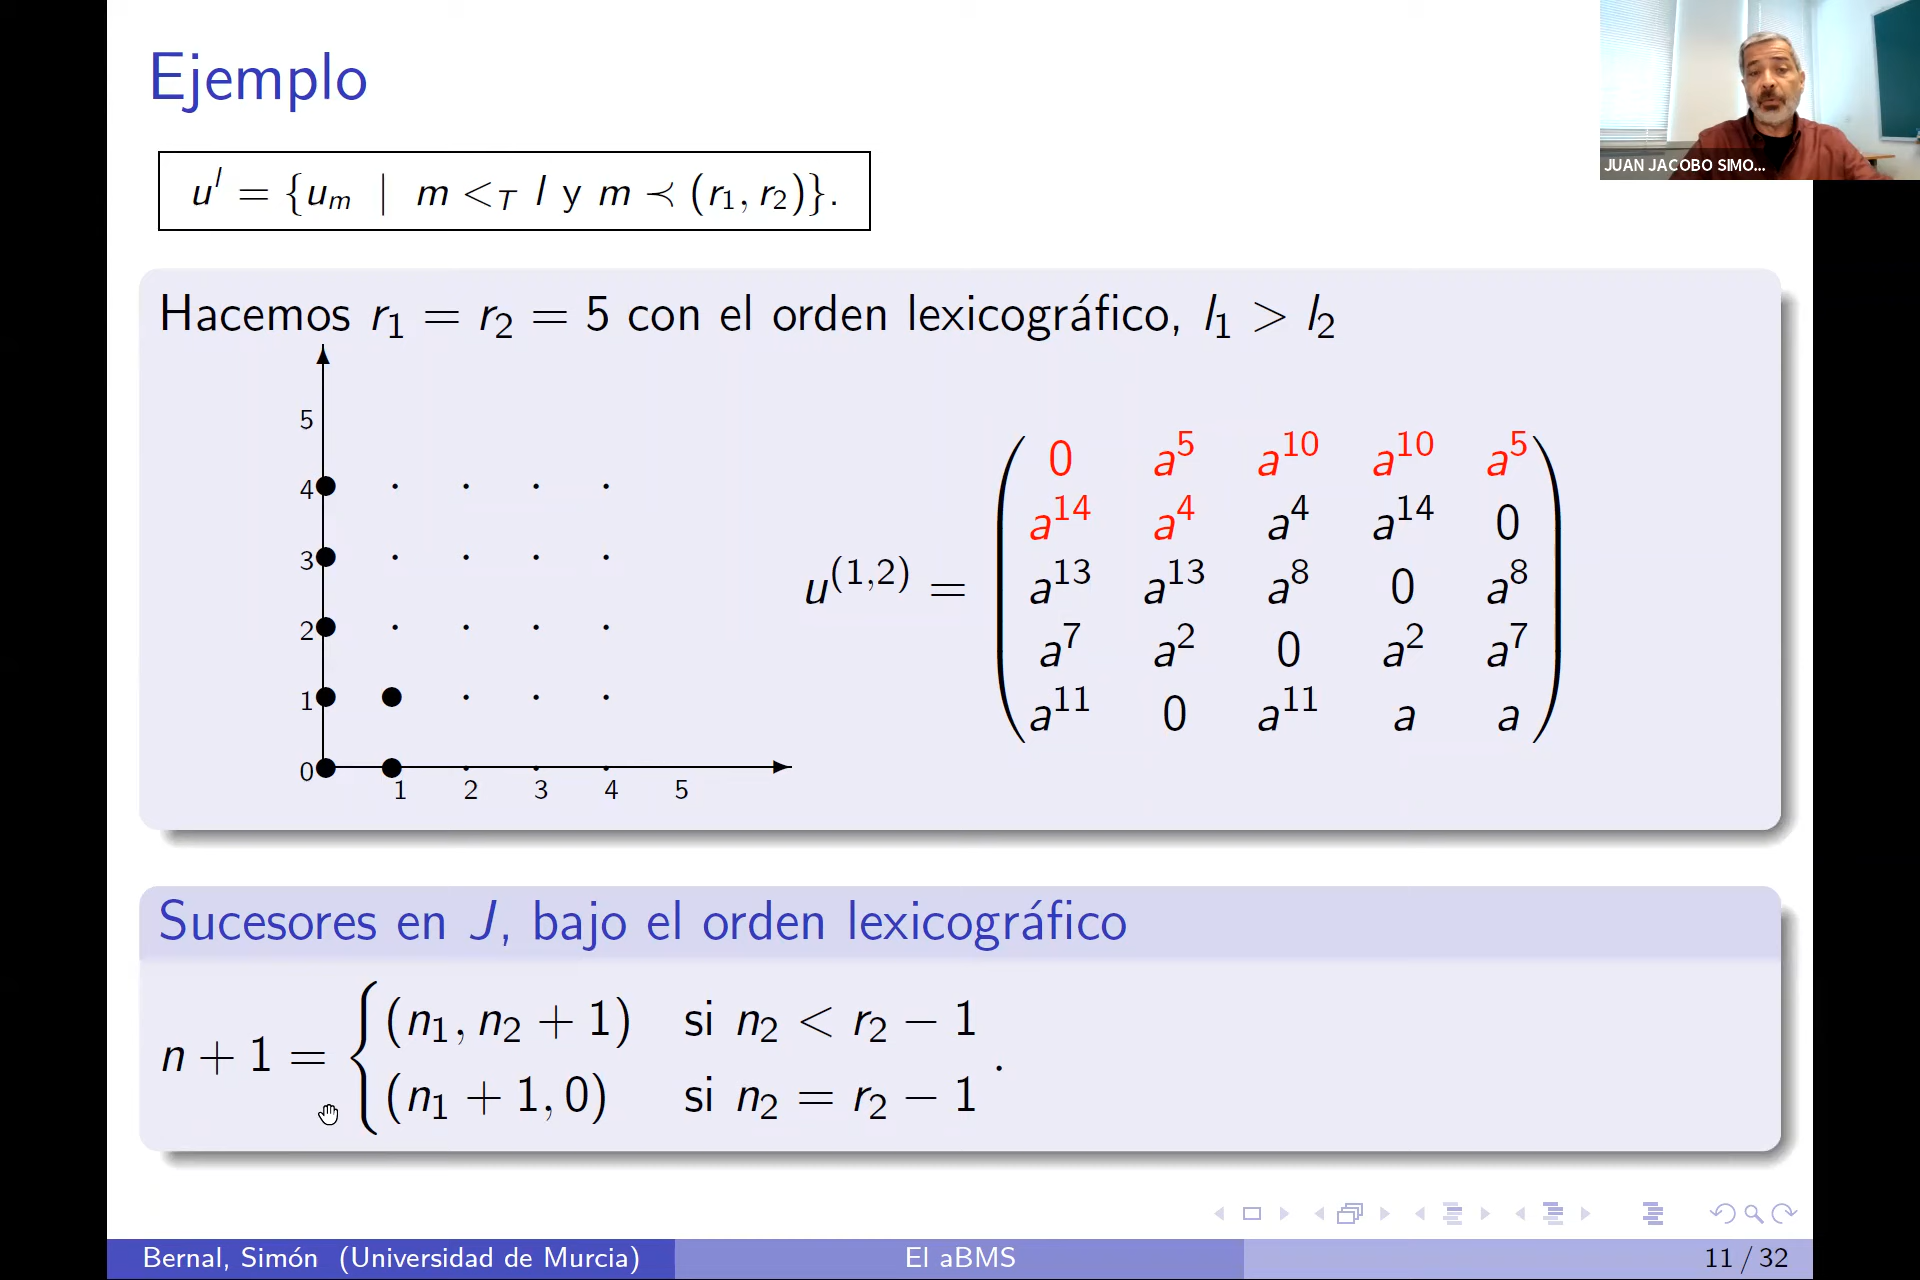 Ejemplo
JUAN JACOBO SIMO...
u^l = {u_m | m <_T l y m ≺ (r_1, r_2)}.
Hacemos r_1 = r_2 = 5 con el orden lexicográfico, l_1 > l_2
5
4
3
2
1
0
1 2 3 4 5
u^(1,2) =
0 a^5 a^10 a^10 a^5
a^14 a^4 a^4 a^14 0
a^13 a^13 a^8 0 a^8
a^7 a^2 0 a^2 a^7
a^11 0 a^11 a a
Sucesores en J, bajo el orden lexicográfico
n + 1 = { (n_1, n_2 + 1) si n_2 < r_2 − 1
(n_1 + 1, 0) si n_2 = r_2 − 1 .
Bernal, Simón (Universidad de Murcia) El aBMS 11 / 32